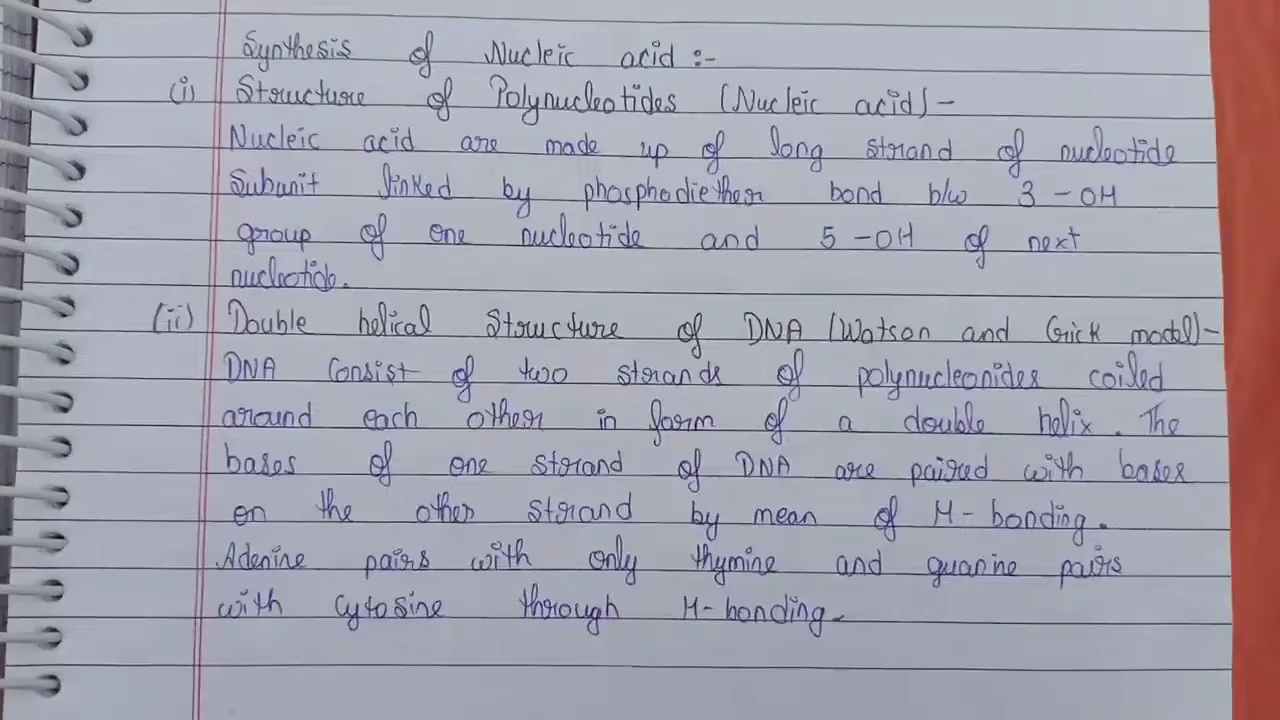 Synthesis of Nucleic acid :-
(i) Structure of Polynucleotides (Nucleic acid) -
Nucleic acid are made up of long strand of nucleotide
Subunit linked by phosphodiether bond b/w 3 - OH
group of one nucleotide and 5 - OH of next
nucleotide.
(ii) Double helical Structure of DNA (Watson and Crick model) -
DNA Consist of two strands of polynucleonides coiled
around each other in form of a double helix. The
bases of one strand of DNA are paired with bases
on the other strand by mean of H- bonding.
Adenine pairs with only thymine and guanine pairs
with Cytosine through H- bonding.